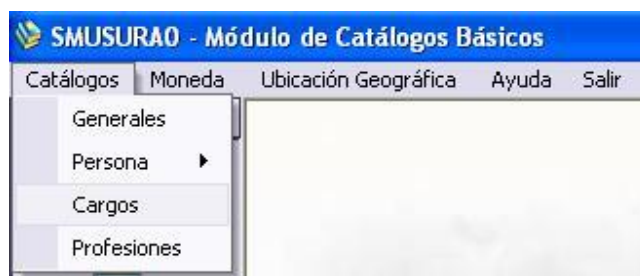 SMUSURA0 - Módulo de Catálogos Básicos
Catálogos Moneda Ubicación Geográfica Ayuda Salir
Generales
Persona
Cargos
Profesiones